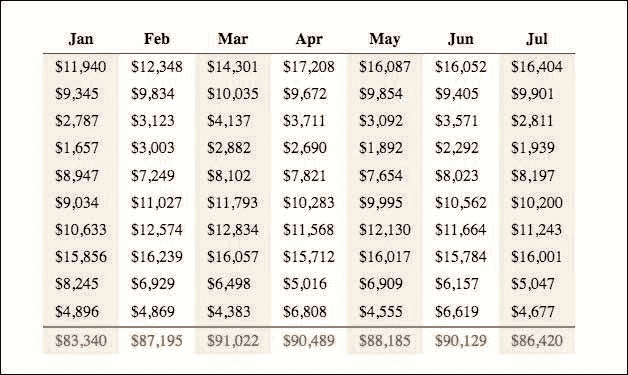 Jan Feb Mar Apr May Jun Jul
$11,940 $12,348 $14,301 $17,208 $16,087 $16,052 $16,404
$9,345 $9,834 $10,035 $9,672 $9,854 $9,405 $9,901
$2,787 $3,123 $4,137 $3,711 $3,092 $3,571 $2,811
$1,657 $3,003 $2,882 $2,690 $1,892 $2,292 $1,939
$8,947 $7,249 $8,102 $7,821 $7,654 $8,023 $8,197
$9,034 $11,027 $11,793 $10,283 $9,995 $10,562 $10,200
$10,633 $12,574 $12,834 $11,568 $12,130 $11,664 $11,243
$15,856 $16,239 $16,057 $15,712 $16,017 $15,784 $16,001
$8,245 $6,929 $6,498 $5,016 $6,909 $6,157 $5,047
$4,896 $4,869 $4,383 $6,808 $4,555 $6,619 $4,677
$83,340 $87,195 $91,022 $90,489 $88,185 $90,129 $86,420